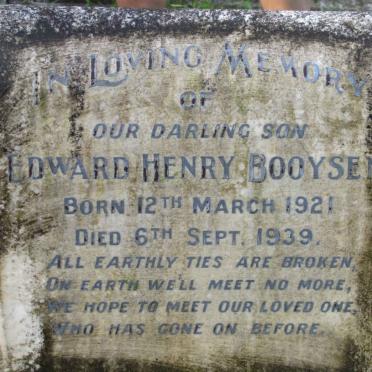 IN LOVING MEMORY
OF
OUR DARLING SON
EDWARD HENRY BOOYSEN
BORN 12TH MARCH 1921
DIED 6TH SEPT. 1939.
ALL EARTHLY TIES ARE BROKEN,
ON EARTH WE'LL MEET NO MORE,
WE HOPE TO MEET OUR LOVED ONE,
WHO HAS GONE ON BEFORE.